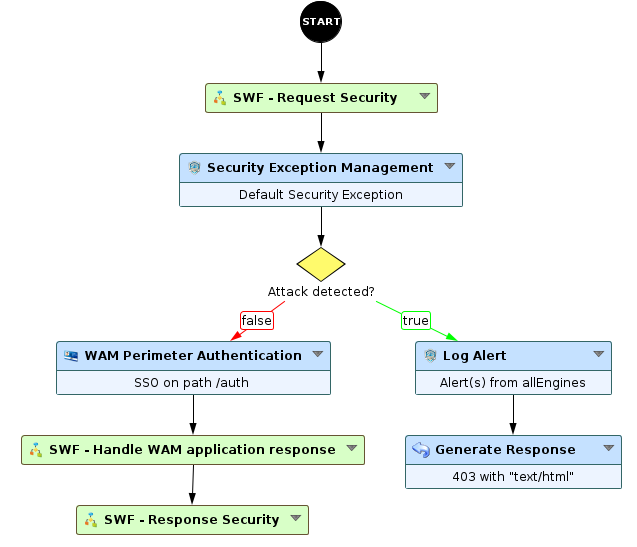 START
SWF - Request Security
Security Exception Management
Default Security Exception
Attack detected?
false
true
WAM Perimeter Authentication
SSO on path /auth
Log Alert
Alert(s) from allEngines
SWF - Handle WAM application response
Generate Response
403 with "text/html"
SWF - Response Security